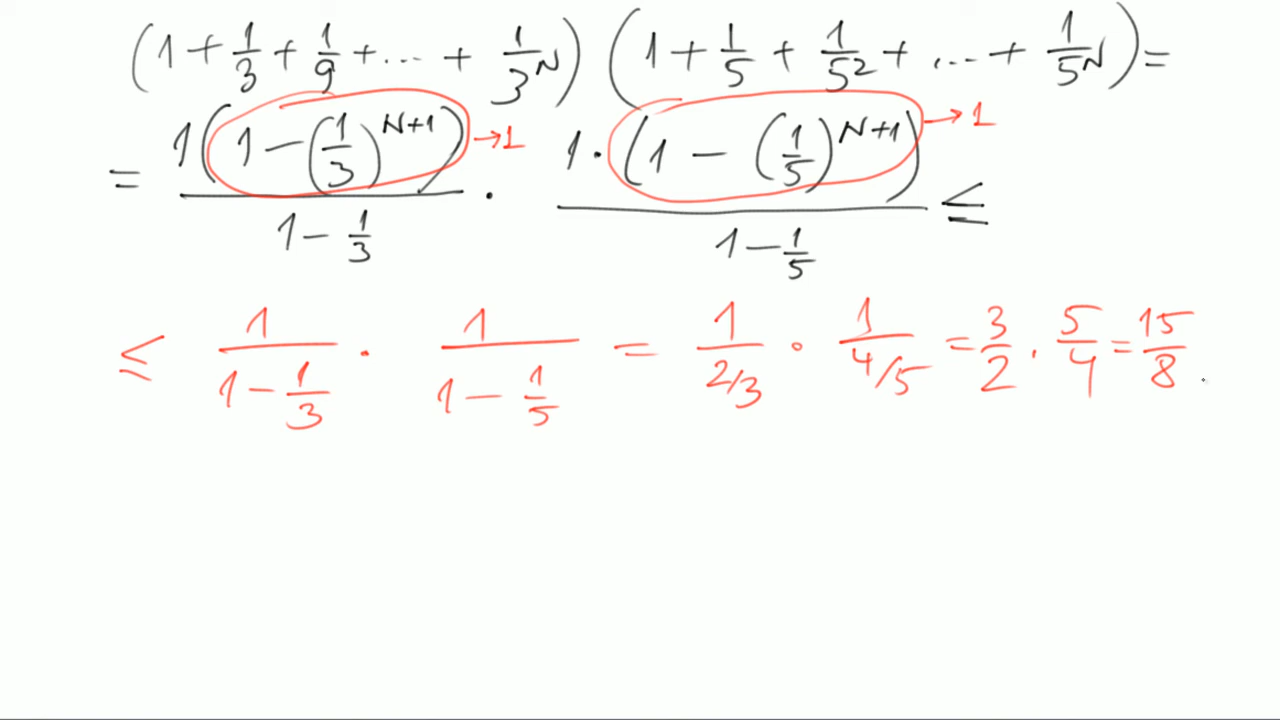 (1 + 1/3 + 1/9 + ... + 1/3^N) (1 + 1/5 + 1/5^2 + ... + 1/5^N) =
= 1(1 - (1/3)^(N+1)) / (1 - 1/3) → 1 · 1 · (1 - (1/5)^(N+1)) / (1 - 1/5) → 1 ≤
≤ 1/(1 - 1/3) · 1/(1 - 1/5) = 1/(2/3) · 1/(4/5) = 3/2 · 5/4 = 15/8